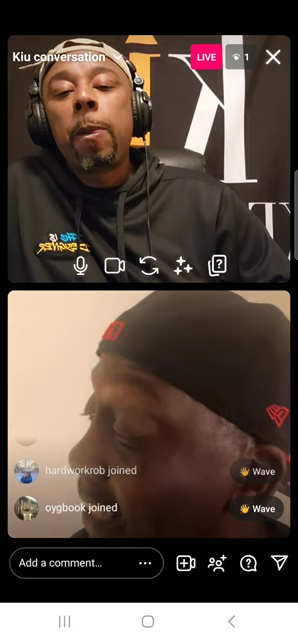 Kiu conversation
LIVE
1
hardworkrob joined
Wave
oygbook joined
Wave
Add a comment...